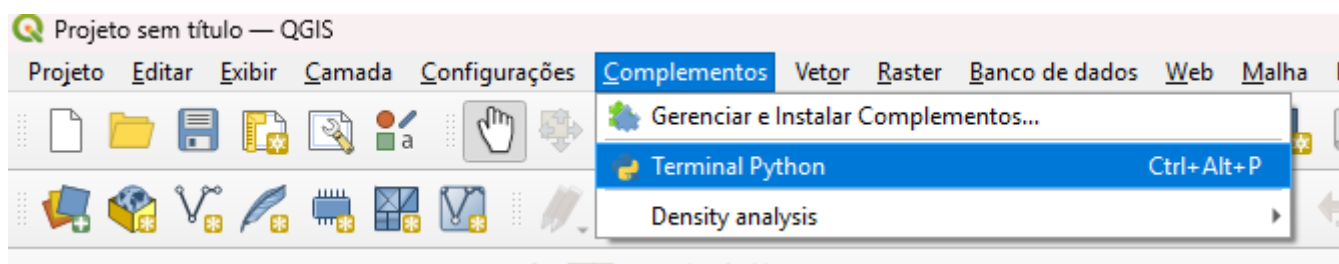 Projeto sem título — QGIS
Projeto Editar Exibir Camada Configurações Complementos Vetor Raster Banco de dados Web Malha
a
Gerenciar e Instalar Complementos...
Terminal Python Ctrl+Alt+P
Density analysis